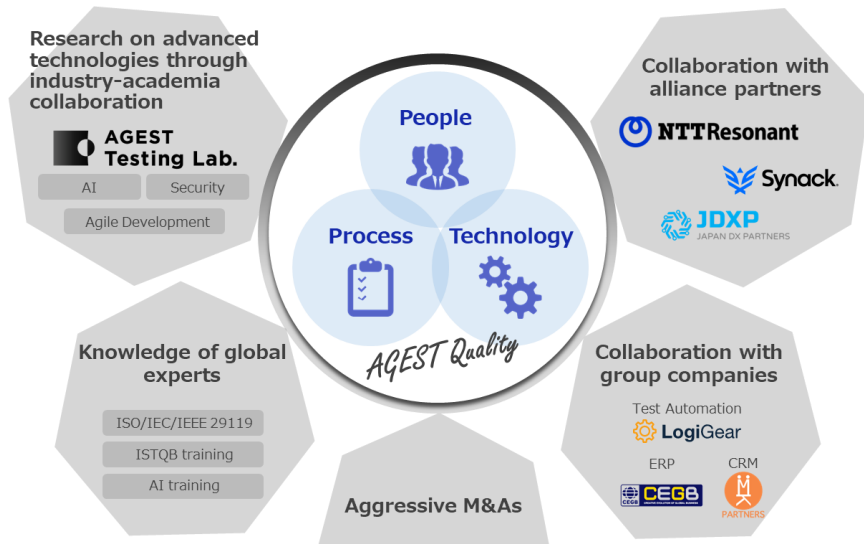 Research on advanced
technologies through
industry-academia
collaboration
AGEST
Testing Lab.
AI
Security
Agile Development
People
Process
Technology
AGEST Quality
Collaboration with
alliance partners
NTT Resonant
Synack.
JDXP
JAPAN DX PARTNERS
Knowledge of global
experts
ISO/IEC/IEEE 29119
ISTQB training
AI training
Aggressive M&As
Collaboration with
group companies
Test Automation
LogiGear
ERP
CRM
CEGB
PARTNERS